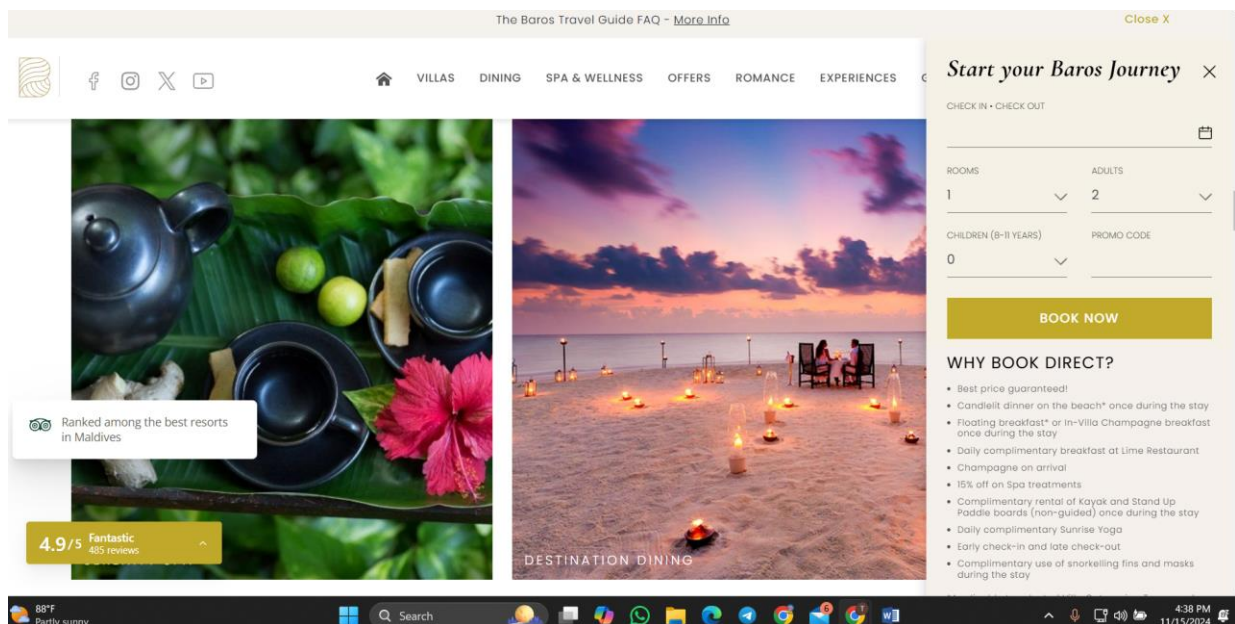 The Baros Travel Guide FAQ - More Info
Close X
VILLAS DINING SPA & WELLNESS OFFERS ROMANCE EXPERIENCES
Start your Baros Journey
CHECK IN • CHECK OUT
ROOMS ADULTS
1 2
CHILDREN (8-11 YEARS) PROMO CODE
0
BOOK NOW
WHY BOOK DIRECT?
• Best price guaranteed!
• Candlelit dinner on the beach* once during the stay
• Floating breakfast* or In-Villa Champagne breakfast
once during the stay
• Daily complimentary breakfast at Lime Restaurant
• Champagne on arrival
• 15% off on Spa treatments
• Complimentary rental of Kayak and Stand Up
Paddle boards (non-guided) once during the stay
• Daily complimentary Sunrise Yoga
• Early check-in and late check-out
• Complimentary use of snorkelling fins and masks
during the stay
Ranked among the best resorts
in Maldives
4.9/5 Fantastic
485 reviews
DESTINATION DINING
88°F
Partly sunny
Search
6
4:38 PM
11/15/2024